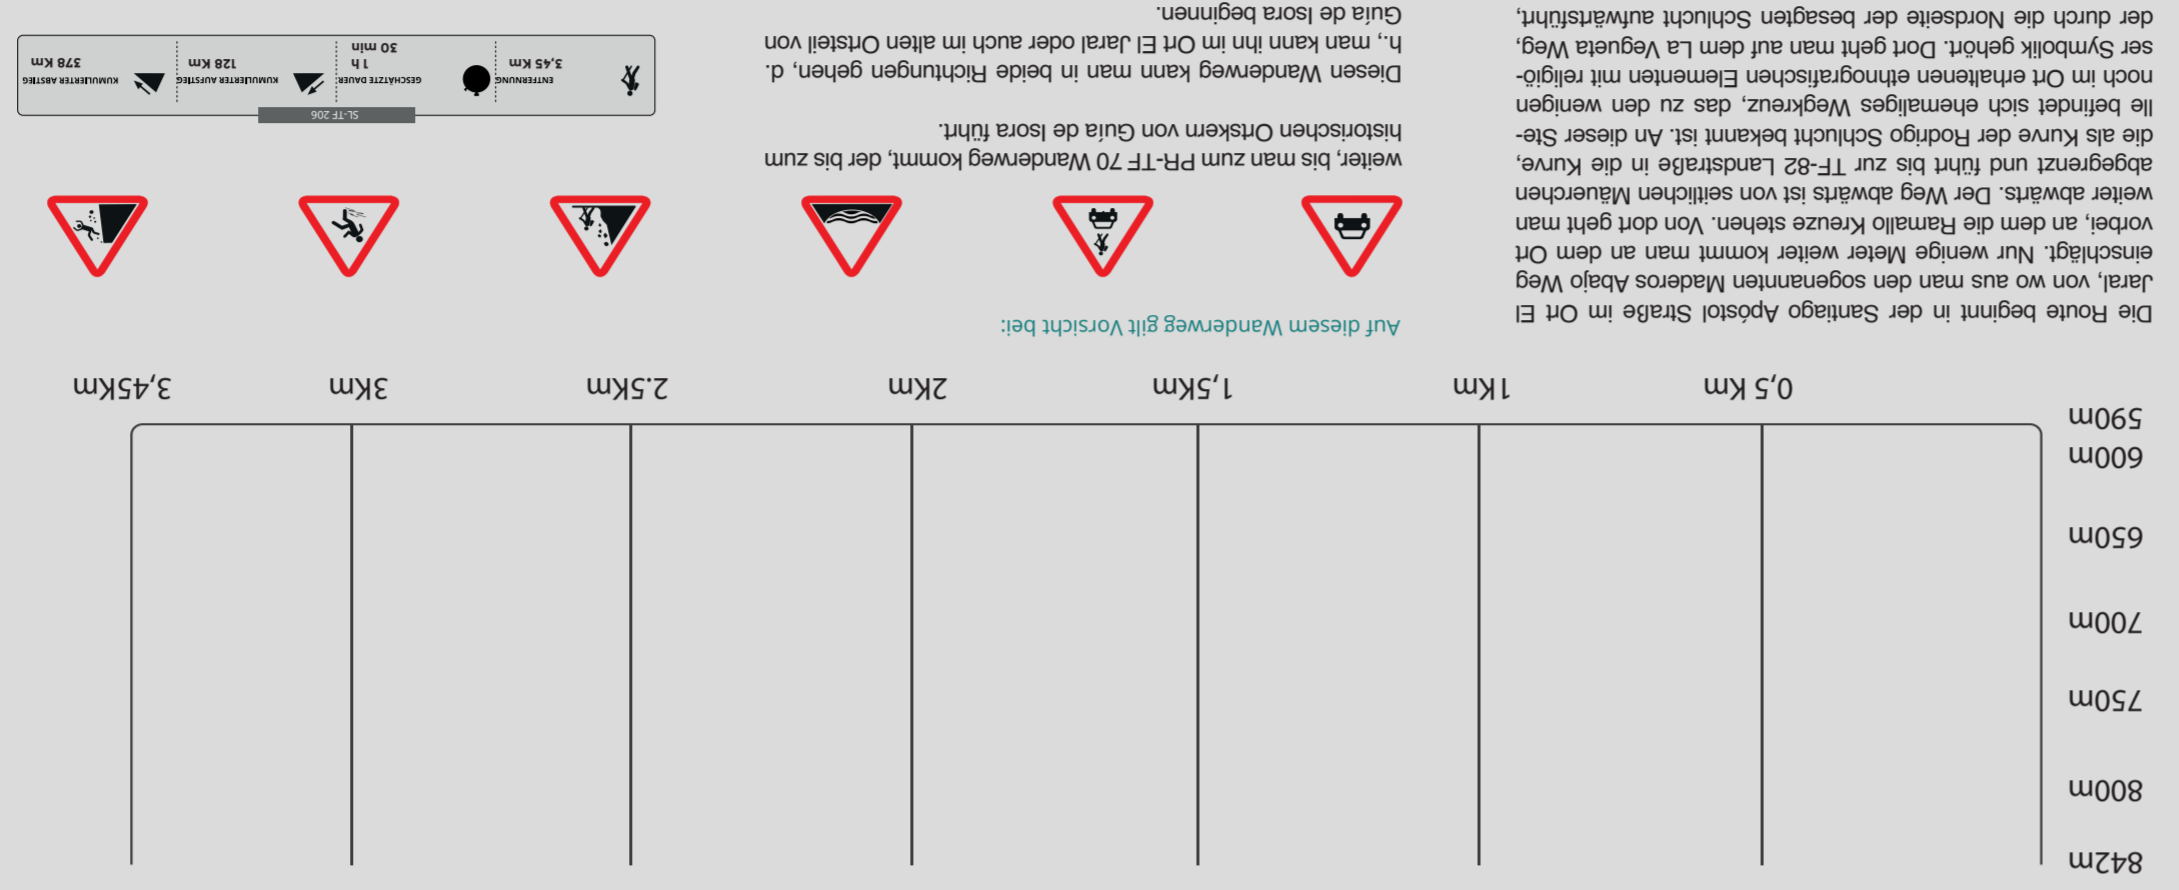 842m
800m
750m
700m
650m
600m
590m
0,5 Km
1Km
1,5Km
2Km
2.5Km
3Km
3,45Km
Die Route beginnt in der Santiago Apóstol Straße im Ort El
Jaral, von wo aus man den sogenannten Maderos Abajo Weg
einschlägt. Nur wenige Meter weiter kommt man an dem Ort
vorbei, an dem die Ramallo Kreuze stehen. Von dort geht man
weiter abwärts. Der Weg abwärts ist von seitlichen Mäuerchen
abgegrenzt und führt bis zur TF-82 Landstraße in die Kurve,
die als Kurve der Rodrigo Schlucht bekannt ist. An dieser Ste-
lle befindet sich ehemaliges Wegkreuz, das zu den wenigen
noch im Ort erhaltenen ethnografischen Elementen mit religiö-
ser Symbolik gehört. Dort geht man auf dem La Vegueta Weg,
der durch die Nordseite der besagten Schlucht aufwärtsführt,
Auf diesem Wanderweg gilt Vorsicht bei:
weiter, bis man zum PR-TF 70 Wanderweg kommt, der bis zum
historischen Ortskern von Guía de Isora führt.
Diesen Wanderweg kann man in beide Richtungen gehen, d.
h., man kann ihn im Ort El Jaral oder auch im alten Ortsteil von
Guía de Isora beginnen.
SL-TF 206
ENTFERNUNG
3,45 Km
GESCHÄTZTE DAUER
1 h
30 min
KUMULIERTER AUFSTIEG
128 Km
KUMULIERTER ABSTIEG
378 Km